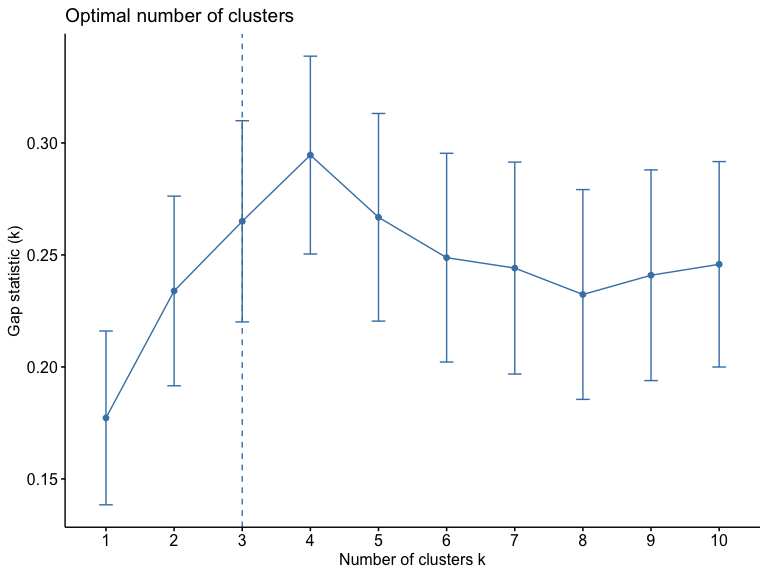 Optimal number of clusters
Gap statistic (k)
0.30
0.25
0.20
0.15
1 2 3 4 5 6 7 8 9 10
Number of clusters k